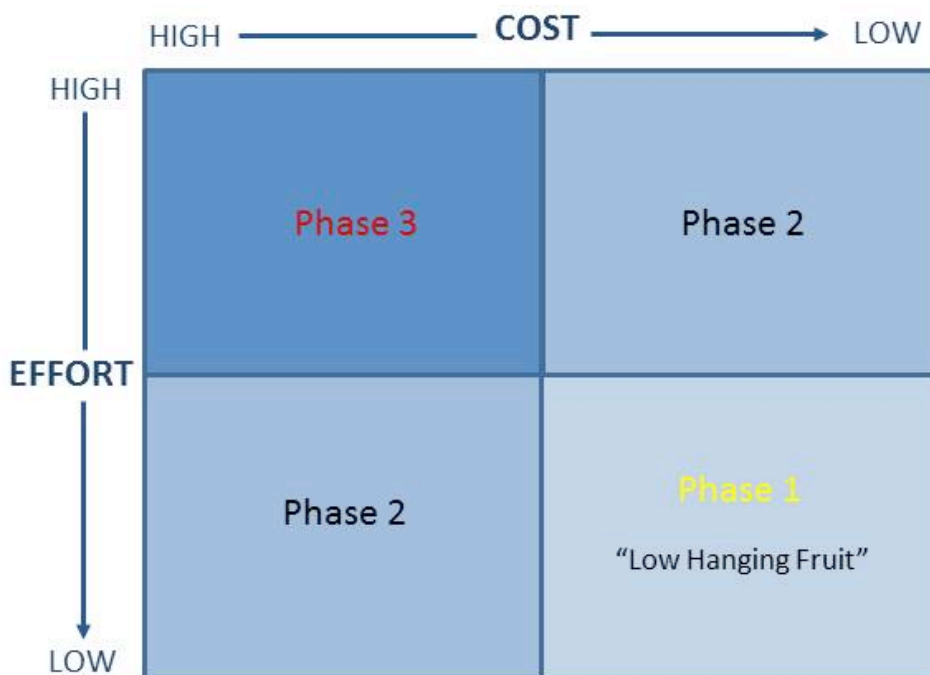 HIGH COST LOW
HIGH
Phase 3 Phase 2
EFFORT
Phase 2 Phase 1
“Low Hanging Fruit”
LOW